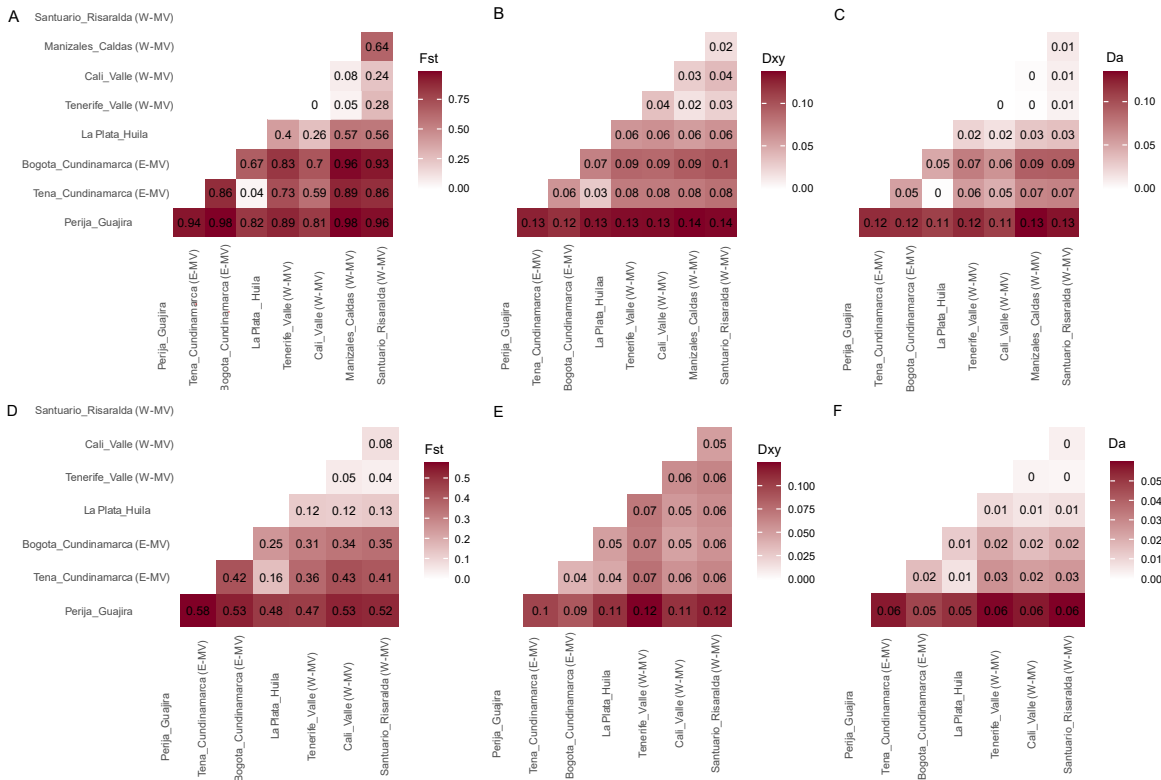 A
Santuario_Risaralda (W-MV)
Manizales_Caldas (W-MV)
Cali_Valle (W-MV)
Tenerife_Valle (W-MV)
La Plata_Huila
Bogota_Cundinamarca (E-MV)
Tena_Cundinamarca (E-MV)
Perija_Guajira
0.64
0.08 0.24
0 0.05 0.28
0.4 0.26 0.57 0.56
0.67 0.83 0.7 0.96 0.93
0.86 0.04 0.73 0.59 0.89 0.86
0.94 0.98 0.82 0.89 0.81 0.98 0.96
Fst
0.75
0.50
0.25
0.00
Perija_Guajira
Tena_Cundinamarca (E-MV)
Bogota_Cundinamarca (E-MV)
La Plata _ Huila
Tenerife_Valle (W-MV)
Cali_Valle (W-MV)
Manizales_Caldas (W-MV)
Santuario_Risaralda (W-MV)
B
0.02
0.03 0.04
0.04 0.02 0.03
0.06 0.06 0.06 0.06
0.07 0.09 0.09 0.09 0.1
0.06 0.03 0.08 0.08 0.08 0.08
0.13 0.12 0.13 0.13 0.13 0.14 0.14
Dxy
0.10
0.05
0.00
Perija_Guajira
Tena_Cundinamarca (E-MV)
Bogota_Cundinamarca (E-MV)
La Plata_Huilaa
Tenerife_Valle (W-MV)
Cali_Valle (W-MV)
Manizales_Caldas (W-MV)
Santuario_Risaralda (W-MV)
C
0.01
0 0.01
0 0 0.01
0.02 0.02 0.03 0.03
0.05 0.07 0.06 0.09 0.09
0.05 0 0.06 0.05 0.07 0.07
0.12 0.12 0.11 0.12 0.11 0.13 0.13
Da
0.10
0.05
0.00
Perija_Guajira
Tena_Cundinamarca (E-MV)
Bogota_Cundinamarca (E-MV)
La Plata_Huila
Tenerife_Valle (W-MV)
Cali_Valle (W-MV)
Manizales_Caldas (W-MV)
Santuario_Risaralda (W-MV)
D
Santuario_Risaralda (W-MV)
Cali_Valle (W-MV)
Tenerife_Valle (W-MV)
La Plata_Huila
Bogota_Cundinamarca (E-MV)
Tena_Cundinamarca (E-MV)
Perija_Guajira
0.08
0.05 0.04
0.12 0.12 0.13
0.25 0.31 0.34 0.35
0.42 0.16 0.36 0.43 0.41
0.58 0.53 0.48 0.47 0.53 0.52
Fst
0.5
0.4
0.3
0.2
0.1
0.0
Perija_Guajira
Tena_Cundinamarca (E-MV)
Bogota_Cundinamarca (E-MV)
La Plata_Huila
Tenerife_Valle (W-MV)
Cali_Valle (W-MV)
Santuario_Risaralda (W-MV)
E
0.05
0.06 0.06
0.07 0.05 0.06
0.05 0.07 0.05 0.06
0.04 0.04 0.07 0.06 0.06
0.1 0.09 0.11 0.12 0.11 0.12
Dxy
0.100
0.075
0.050
0.025
0.000
Perija_Guajira
Tena_Cundinamarca (E-MV)
Bogota_Cundinamarca (E-MV)
La Plata_Huila
Tenerife_Valle (W-MV)
Cali_Valle (W-MV)
Santuario_Risaralda (W-MV)
F
0
0 0
0.01 0.01 0.01
0.01 0.02 0.02 0.02
0.02 0.01 0.03 0.02 0.03
0.06 0.05 0.05 0.06 0.06 0.06
Da
0.05
0.04
0.03
0.02
0.01
0.00
Perija_Guajira
Tena_Cundinamarca (E-MV)
Bogota_Cundinamarca (E-MV)
La Plata_Huila
Tenerife_Valle (W-MV)
Cali_Valle (W-MV)
Santuario_Risaralda (W-MV)